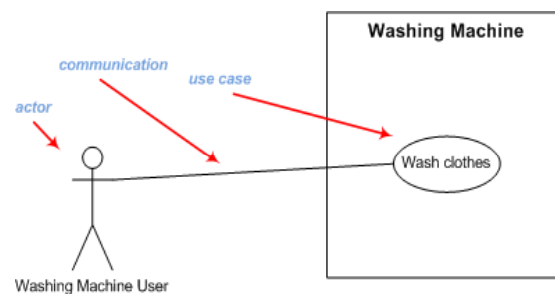 Washing Machine
communication
use case
actor
Wash clothes
Washing Machine User